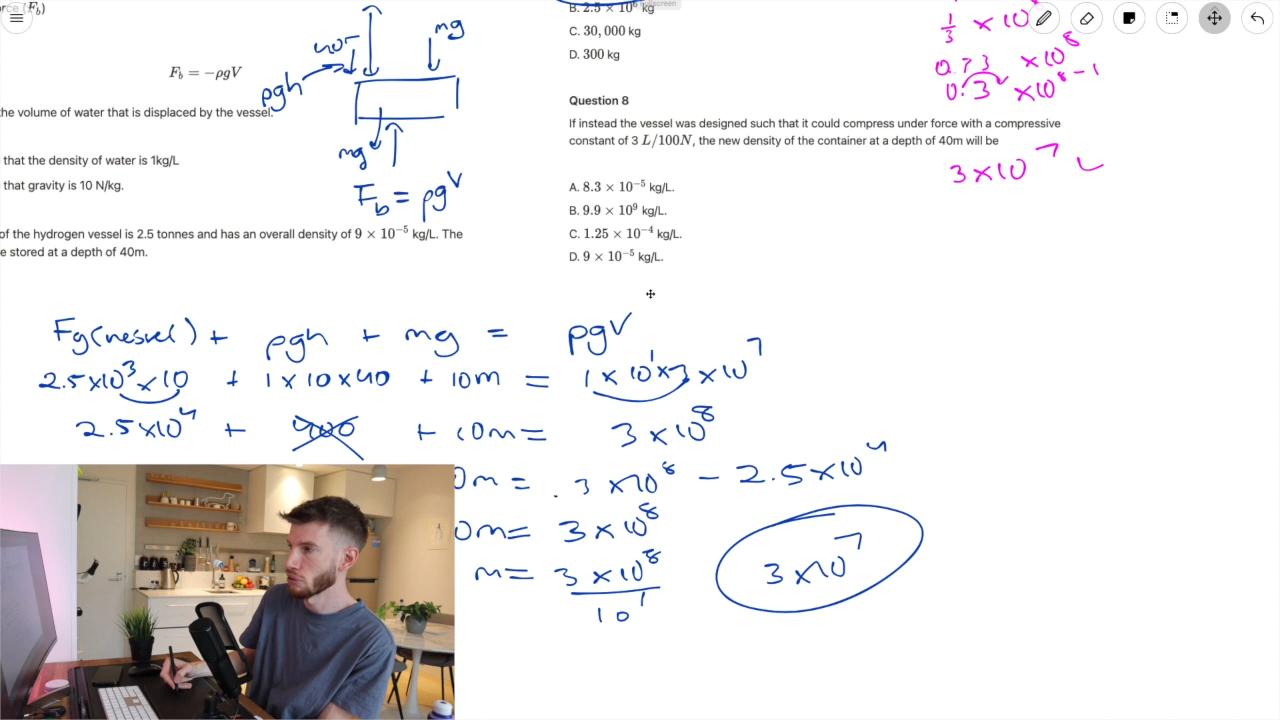 rce (F_b)
F_b = −ρgV
the volume of water that is displaced by the vessel.
that the density of water is 1kg/L
that gravity is 10 N/kg.
of the hydrogen vessel is 2.5 tonnes and has an overall density of 9 × 10⁻⁵ kg/L. The
e stored at a depth of 40m.
40m
mg
ρgh
mg
F_b = ρgV
B. 2.5 × 10⁶ kg
C. 30,000 kg
D. 300 kg
Question 8
If instead the vessel was designed such that it could compress under force with a compressive
constant of 3 L/100N, the new density of the container at a depth of 40m will be
A. 8.3 × 10⁻⁵ kg/L.
B. 9.9 × 10⁹ kg/L.
C. 1.25 × 10⁻⁴ kg/L.
D. 9 × 10⁻⁵ kg/L.
0.3 × 10⁸⁻¹
3 × 10⁷ L
Fg(vessel) + ρgh + mg = ρgV
2.5×10³ × 10 + 1 × 10 × 40 + 10m = 1 × 10¹ × 3 × 10⁷
2.5×10⁴ + 400 + 10m = 3 × 10⁸
0m = 3 × 10⁸ − 2.5 × 10⁴
0m = 3 × 10⁸
m = 3 × 10⁸
10¹
3 × 10⁷